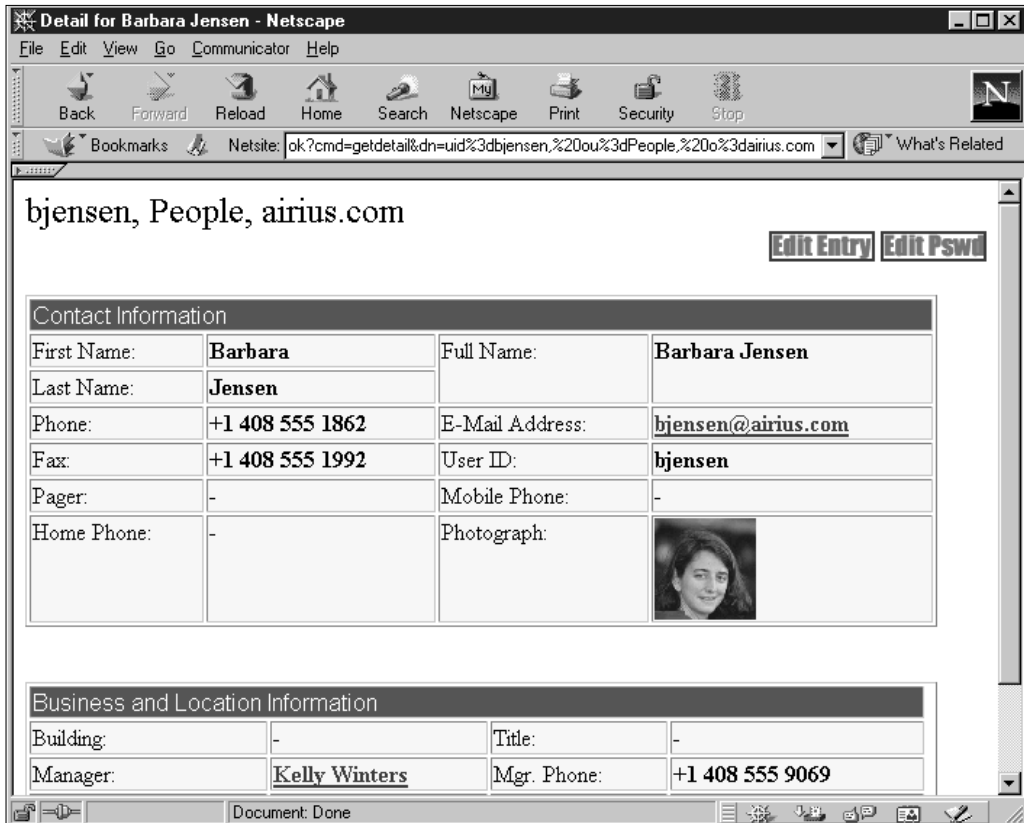 Detail for Barbara Jensen - Netscape
File Edit View Go Communicator Help
Back Forward Reload Home Search My Netscape Print Security Stop N
Bookmarks Netsite: ok?cmd=getdetail&dn=uid%3dbjensen,%20ou%3dPeople,%20o%3dairius.com What's Related
bjensen, People, airius.com
Edit Entry Edit Pswd
Contact Information
First Name: Barbara Full Name: Barbara Jensen
Last Name: Jensen
Phone: +1 408 555 1862 E-Mail Address: bjensen@airius.com
Fax: +1 408 555 1992 User ID: bjensen
Pager: - Mobile Phone: -
Home Phone: - Photograph:
Business and Location Information
Building: - Title: -
Manager: Kelly Winters Mgr. Phone: +1 408 555 9069
Document: Done